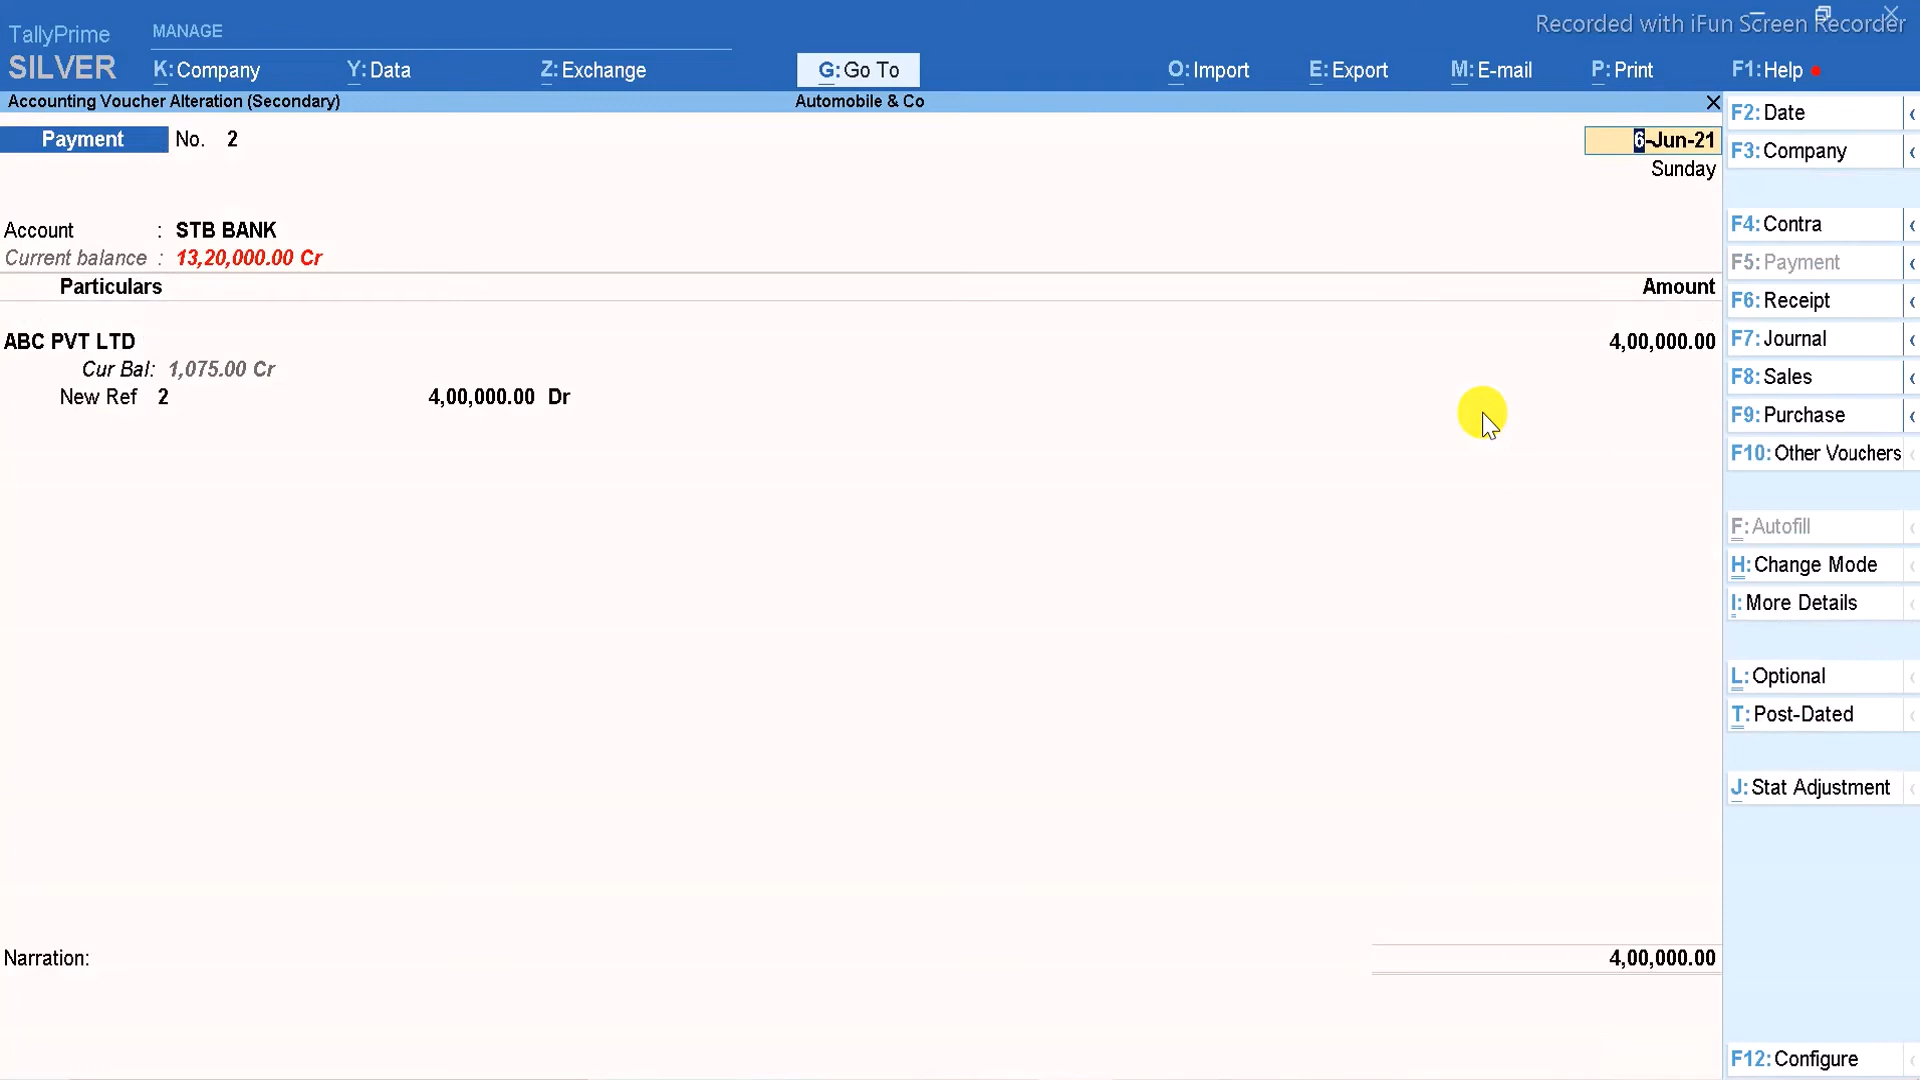 Recorded with iFun Screen Recorder
TallyPrime
MANAGE
SILVER
K:Company
Y:Data
Z:Exchange
G:Go To
O:Import
E:Export
M:E-mail
P:Print
F1:Help
Accounting Voucher Alteration (Secondary)
Automobile & Co
Payment No. 2
6-Jun-21
Sunday
Account : STB BANK
Current balance : 13,20,000.00 Cr
Particulars
Amount
ABC PVT LTD
4,00,000.00
Cur Bal: 1,075.00 Cr
New Ref 2 4,00,000.00 Dr
Narration:
4,00,000.00
F2:Date
F3:Company
F4:Contra
F5:Payment
F6:Receipt
F7:Journal
F8:Sales
F9:Purchase
F10:Other Vouchers
F:Autofill
H:Change Mode
I:More Details
L:Optional
T:Post-Dated
J:Stat Adjustment
F12:Configure